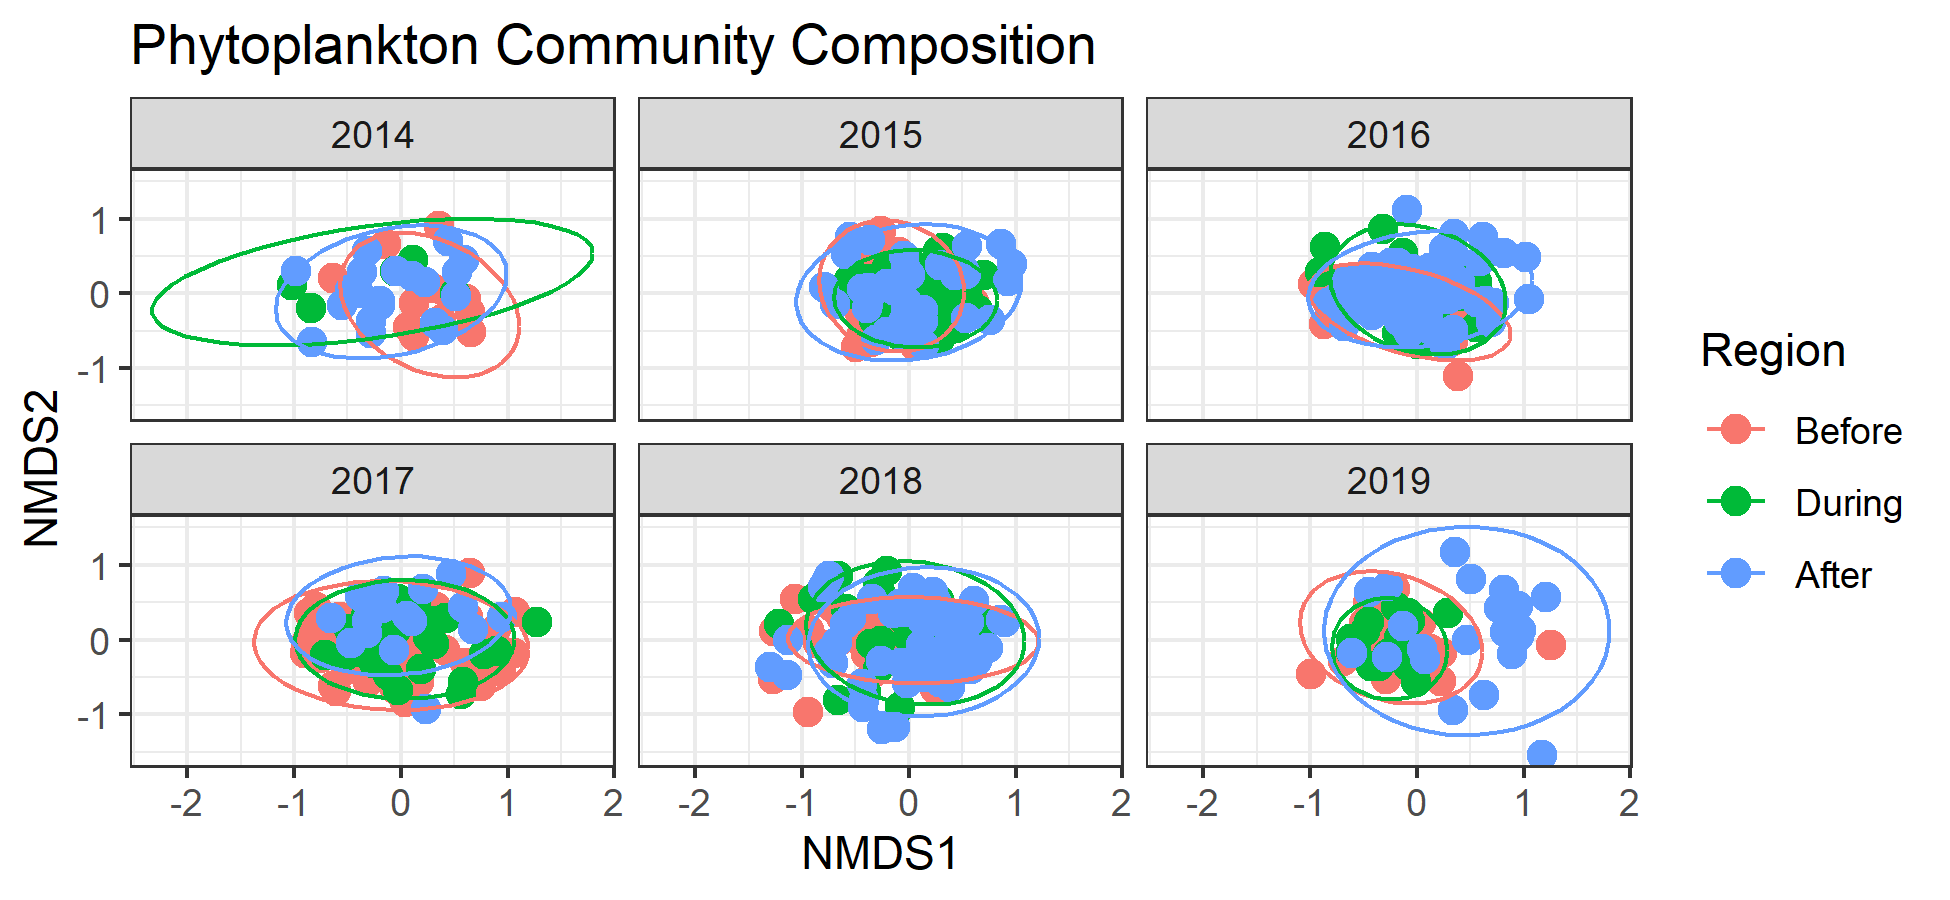 Phytoplankton Community Composition
2014 2015 2016
1
0
-1
NMDS2
2017 2018 2019
1
0
-1
-2 -1 0 1 2 -2 -1 0 1 2 -2 -1 0 1 2
NMDS1
Region
Before
During
After